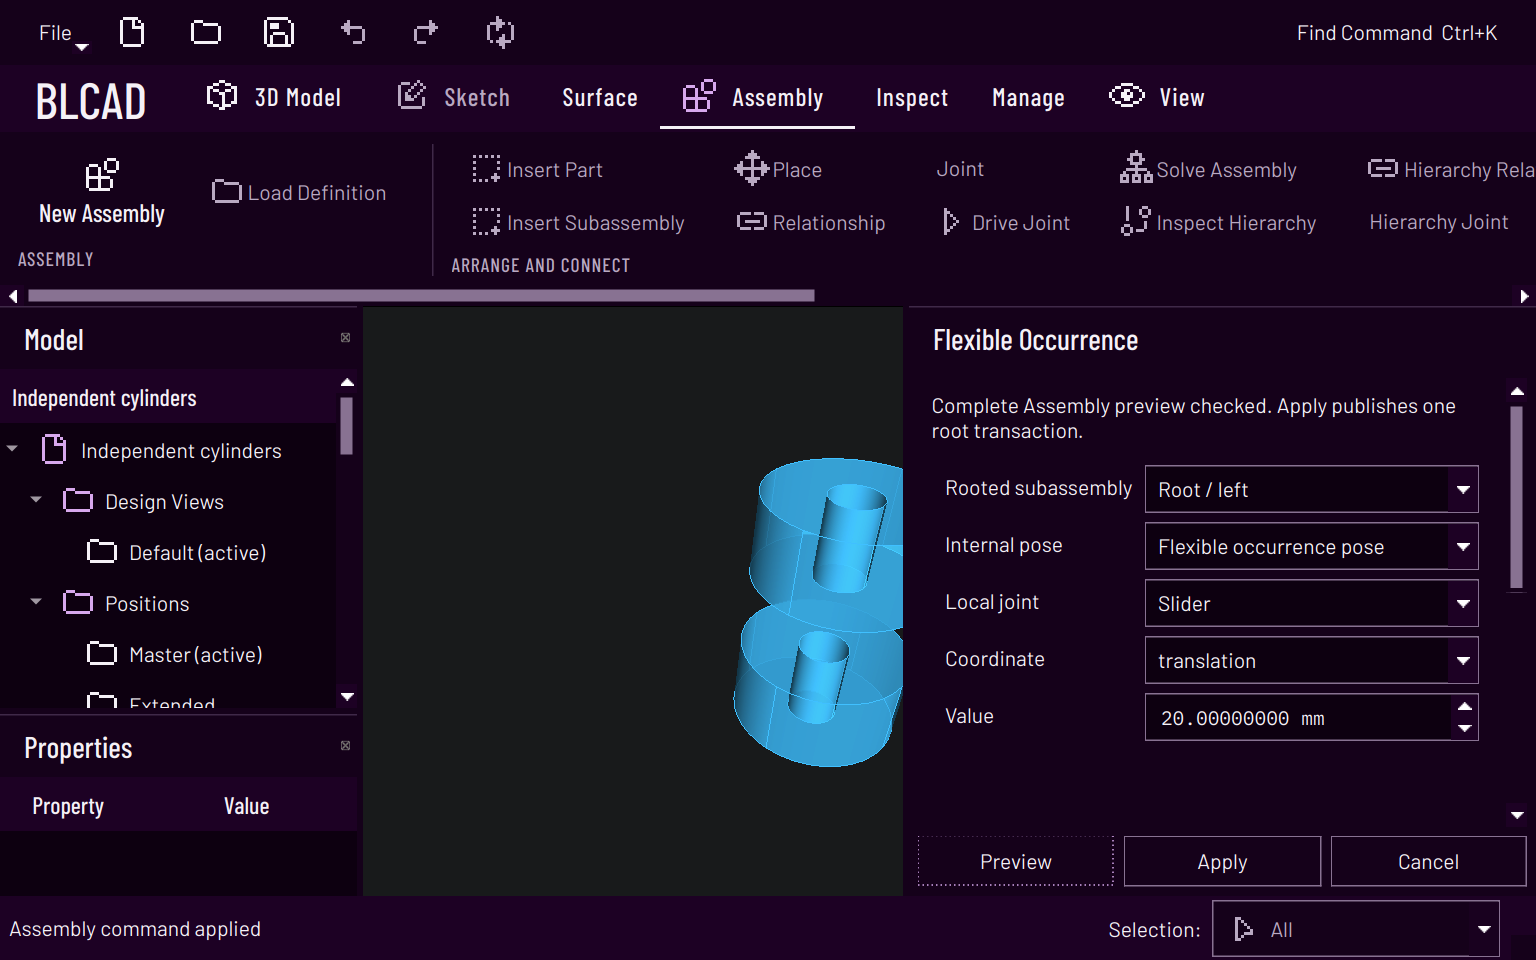 File
Find Command Ctrl+K
BLCAD
3D Model
Sketch
Surface
Assembly
Inspect
Manage
View
New Assembly
Load Definition
ASSEMBLY
Insert Part
Place
Joint
Solve Assembly
Hierarchy Rela
Insert Subassembly
Relationship
Drive Joint
Inspect Hierarchy
Hierarchy Joint
ARRANGE AND CONNECT
Model
Independent cylinders
Independent cylinders
Design Views
Default (active)
Positions
Master (active)
Extended
Properties
Property Value
Flexible Occurrence
Complete Assembly preview checked. Apply publishes one
root transaction.
Rooted subassembly Root / left
Internal pose Flexible occurrence pose
Local joint Slider
Coordinate translation
Value 20.00000000 mm
Preview
Apply
Cancel
Assembly command applied
Selection: All